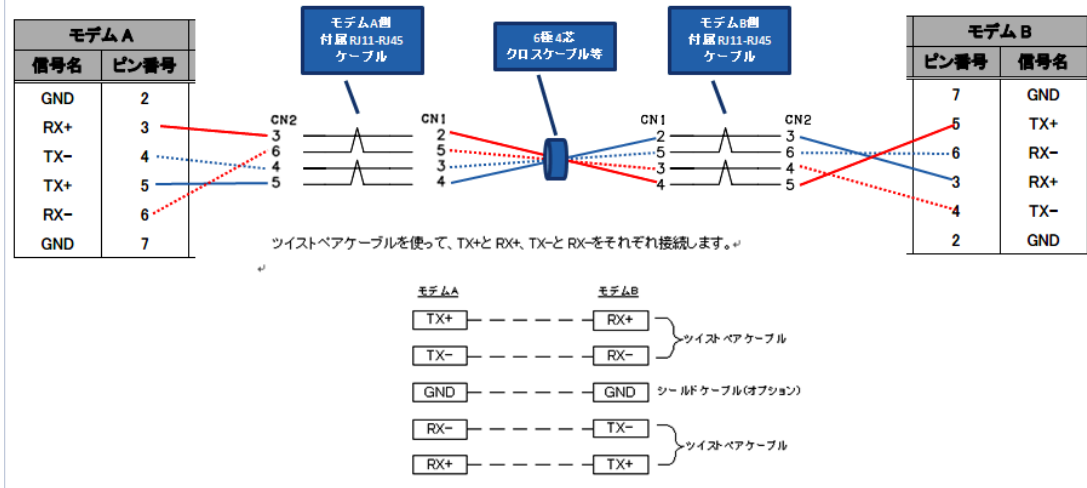 モデムA側
付属RJ11-RJ45
ケーブル
6極4芯
クロスケーブル等
モデムB側
付属RJ11-RJ45
ケーブル
モデム A
信号名 ピン番号
GND 2
RX+ 3
TX- 4
TX+ 5
RX- 6
GND 7
CN2
3
6
4
5
CN1
2
5
3
4
CN1
2
5
3
4
CN2
3
6
4
5
モデム B
ピン番号 信号名
7 GND
5 TX+
6 RX-
3 RX+
4 TX-
2 GND
ツイストペアケーブルを使って、TX+と RX+、TX-と RX-をそれぞれ接続します。
モデムA モデムB
TX+ RX+
ツイストペアケーブル
TX- RX-
GND GND シールドケーブル(オプション)
RX- TX-
ツイストペアケーブル
RX+ TX+